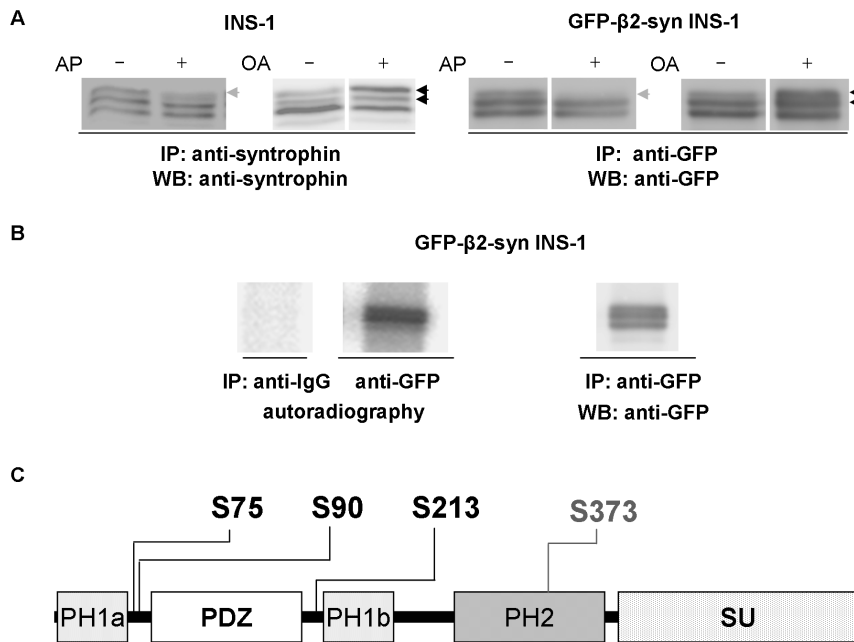 A
INS-1
GFP-β2-syn INS-1
AP – + OA – + AP – + OA – +
IP: anti-syntrophin
WB: anti-syntrophin
IP: anti-GFP
WB: anti-GFP
B
GFP-β2-syn INS-1
IP: anti-IgG anti-GFP
autoradiography
IP: anti-GFP
WB: anti-GFP
C
S75 S90 S213 S373
PH1a PDZ PH1b PH2 SU